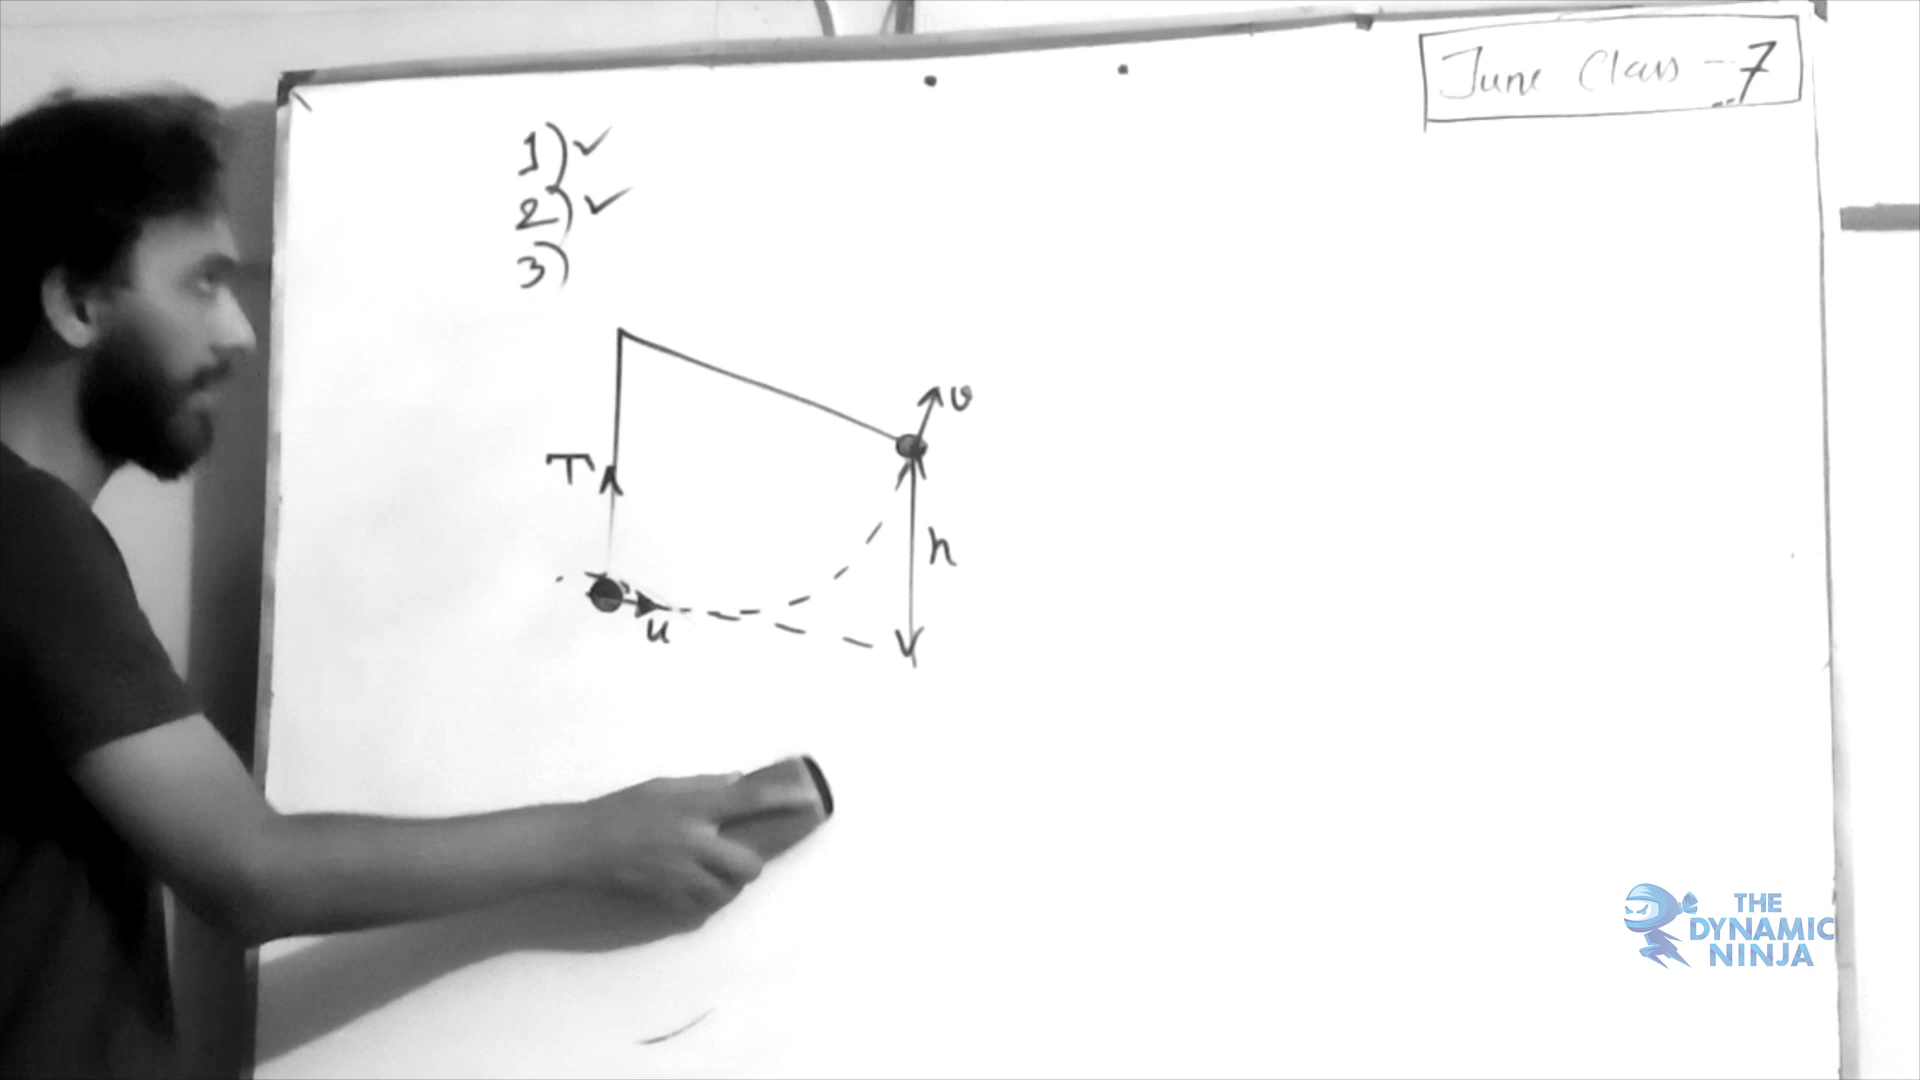 June Class - 7
1) ✓
2) ✓
3)
v
T
h
u
THE
DYNAMIC
NINJA